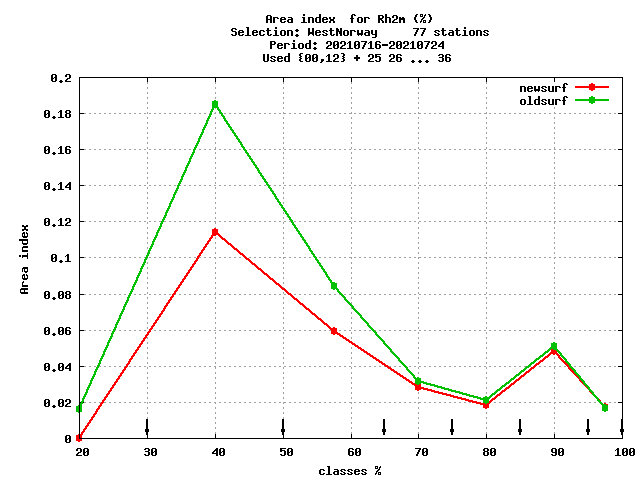 Area index  for Rh2m (%)
Selection: WestNorway     77 stations
Period: 20210716-20210724
Used {00,12} + 25 26 ... 36
newsurf
oldsurf
0.2
0.18
0.16
0.14
0.12
0.1
0.08
0.06
0.04
0.02
0
Area index
20 30 40 50 60 70 80 90 100
classes %